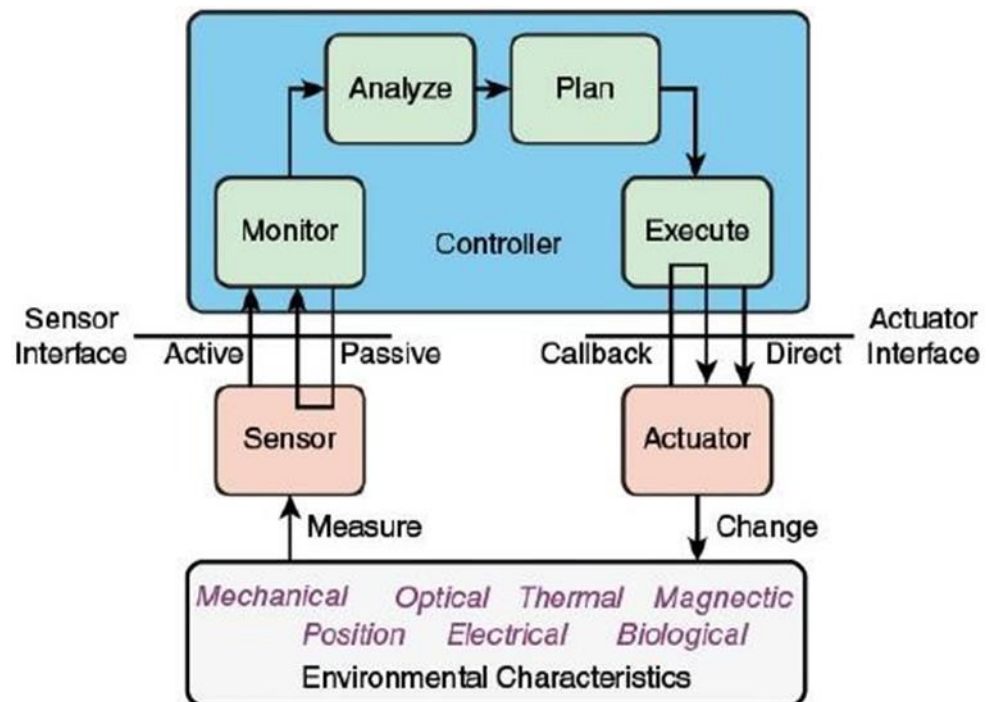 Analyze
Plan
Monitor
Controller
Execute
Sensor
Interface
Active
Passive
Callback
Direct
Actuator
Interface
Sensor
Actuator
Measure
Change
Mechanical Optical Thermal Magnectic
Position Electrical Biological
Environmental Characteristics